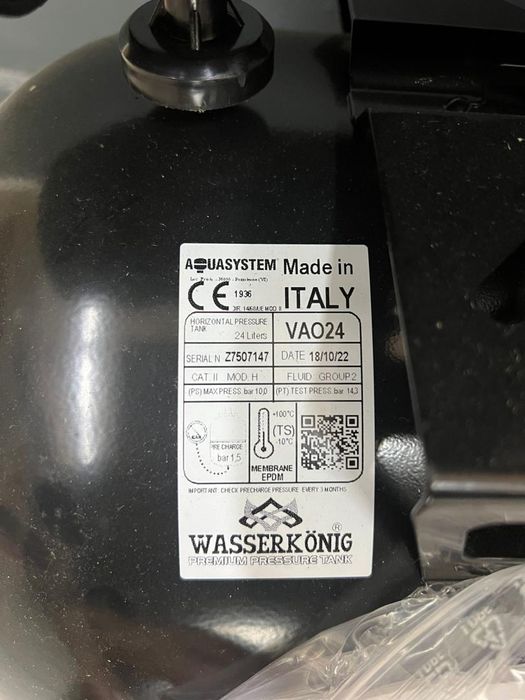 AQUASYSTEM Made in
ITALY
CE 1936
HORIZONTAL PRESSURE TANK 24 Liters VAO24
SERIAL N Z7507147 DATE 18/10/22
CAT. II MOD. H FLUID GROUP 2
(PS) MAX PRESS. bar 10,0 (PT) TEST PRESS. bar 14,3
PRE CHARGE
bar 1,5
+100°C
(TS)
-10°C
MEMBRANE
EPDM
IMPORTANT: CHECK PRECHARGE PRESSURE EVERY 3 MONTHS
WASSERKÖNIG ®
PREMIUM PRESSURE TANK